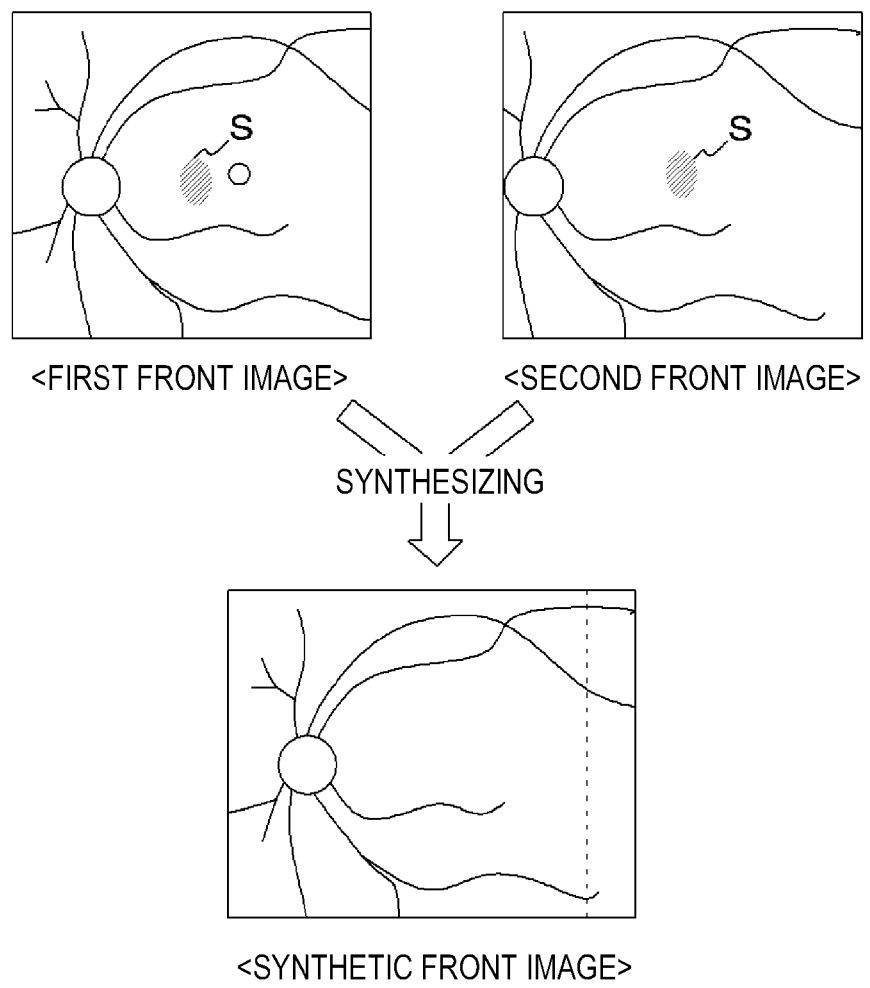 S
S
<FIRST FRONT IMAGE>
<SECOND FRONT IMAGE>
SYNTHESIZING
<SYNTHETIC FRONT IMAGE>